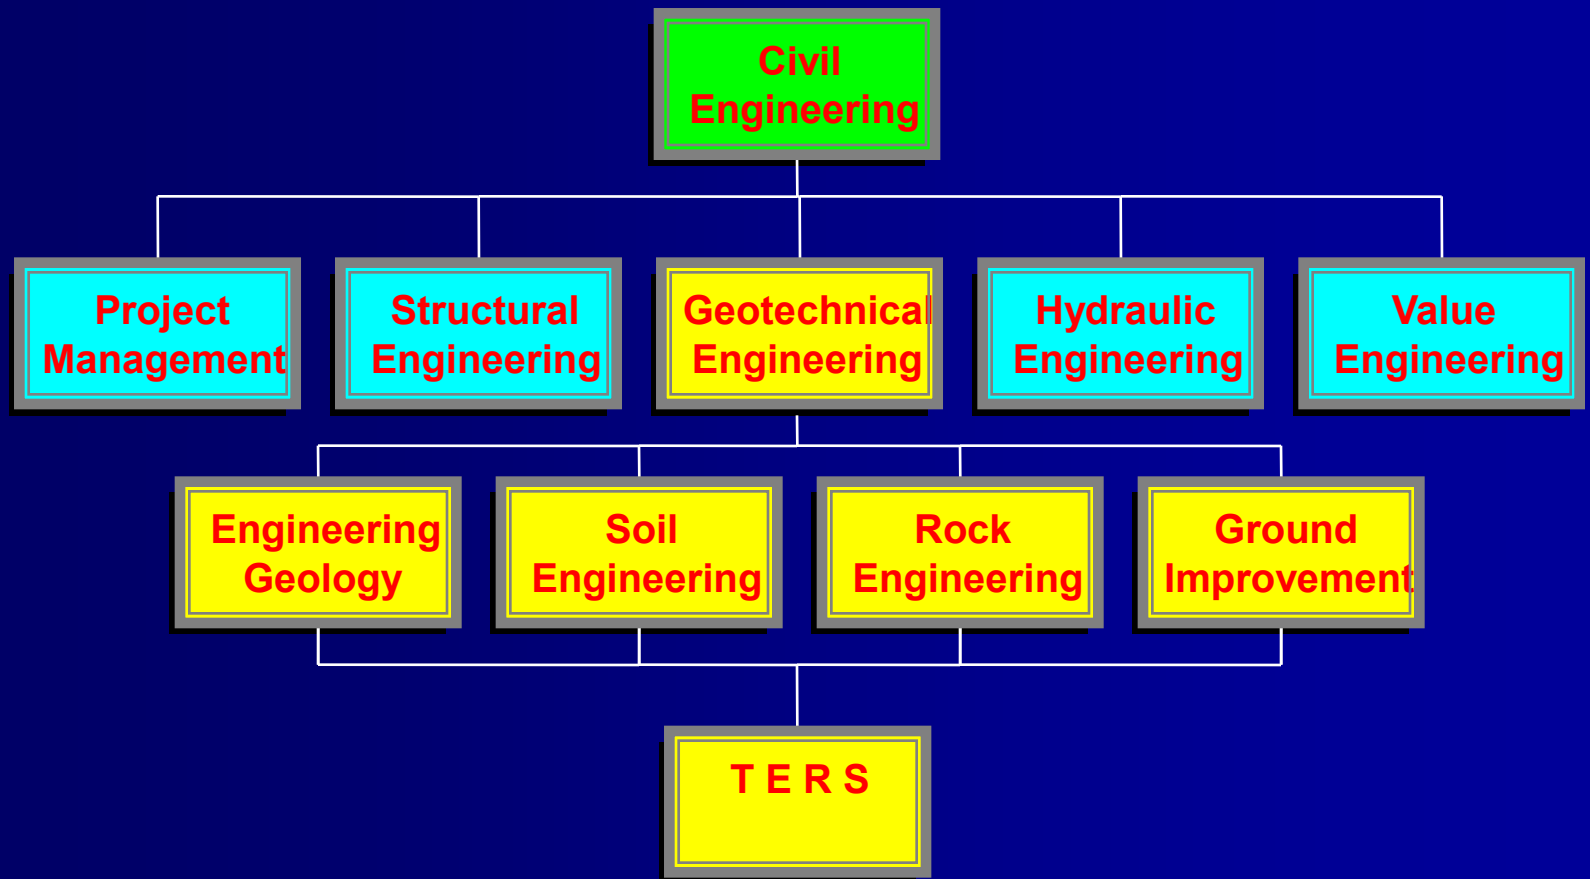 Civil
Engineering
Project
Management
Structural
Engineering
Geotechnical
Engineering
Hydraulic
Engineering
Value
Engineering
Engineering
Geology
Soil
Engineering
Rock
Engineering
Ground
Improvement
T E R S